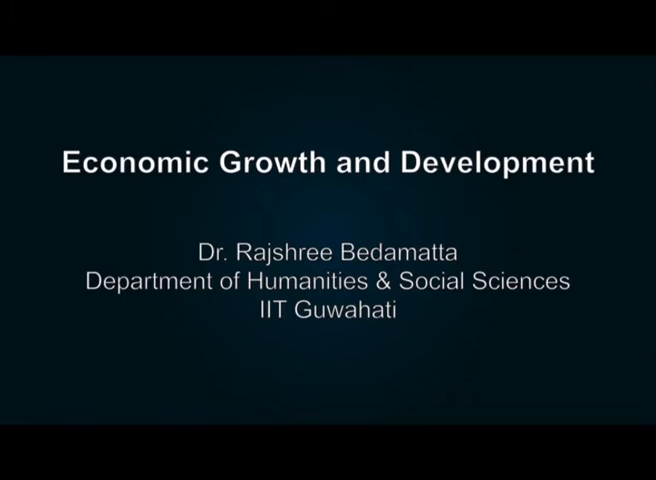 Economic Growth and Development
Dr. Rajshree Bedamatta
Department of Humanities & Social Sciences
IIT Guwahati